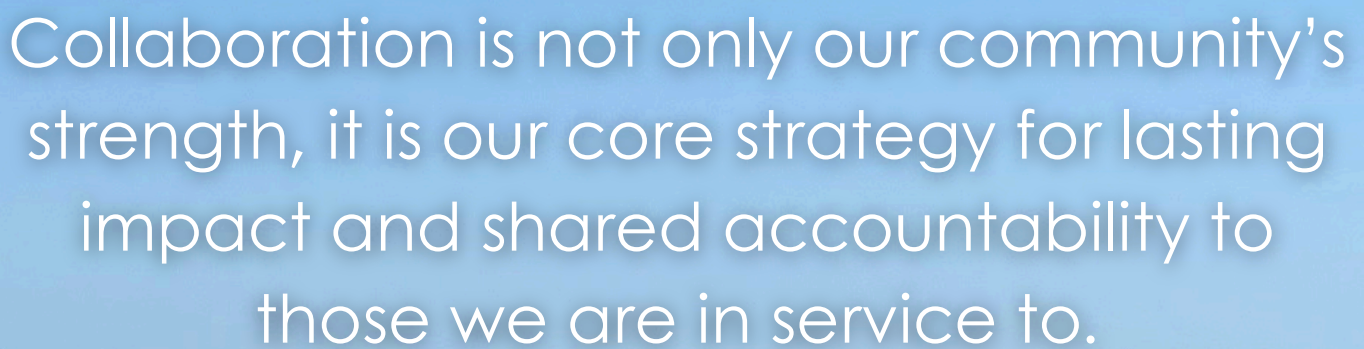 Collaboration is not only our community’s
strength, it is our core strategy for lasting
impact and shared accountability to
those we are in service to.